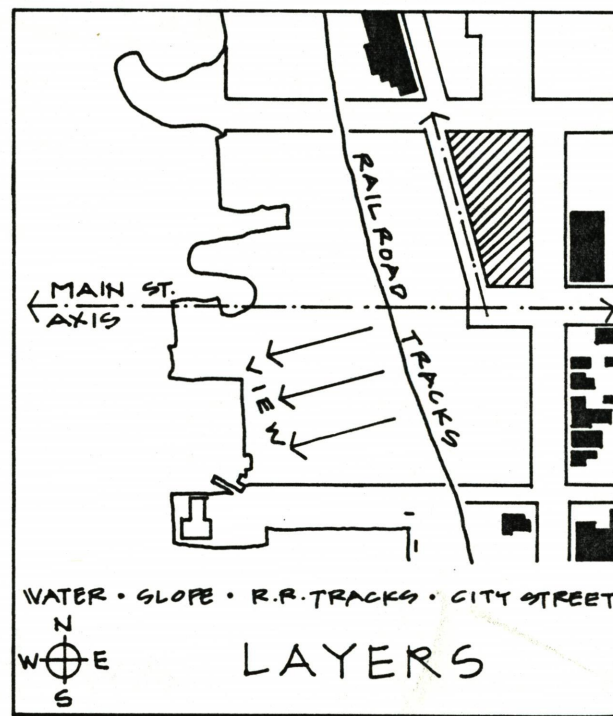 RAILROAD TRACKS
MAIN ST.
AXIS
VIEW
WATER · SLOPE · R.R. TRACKS · CITY STREET
N
W E
S
LAYERS